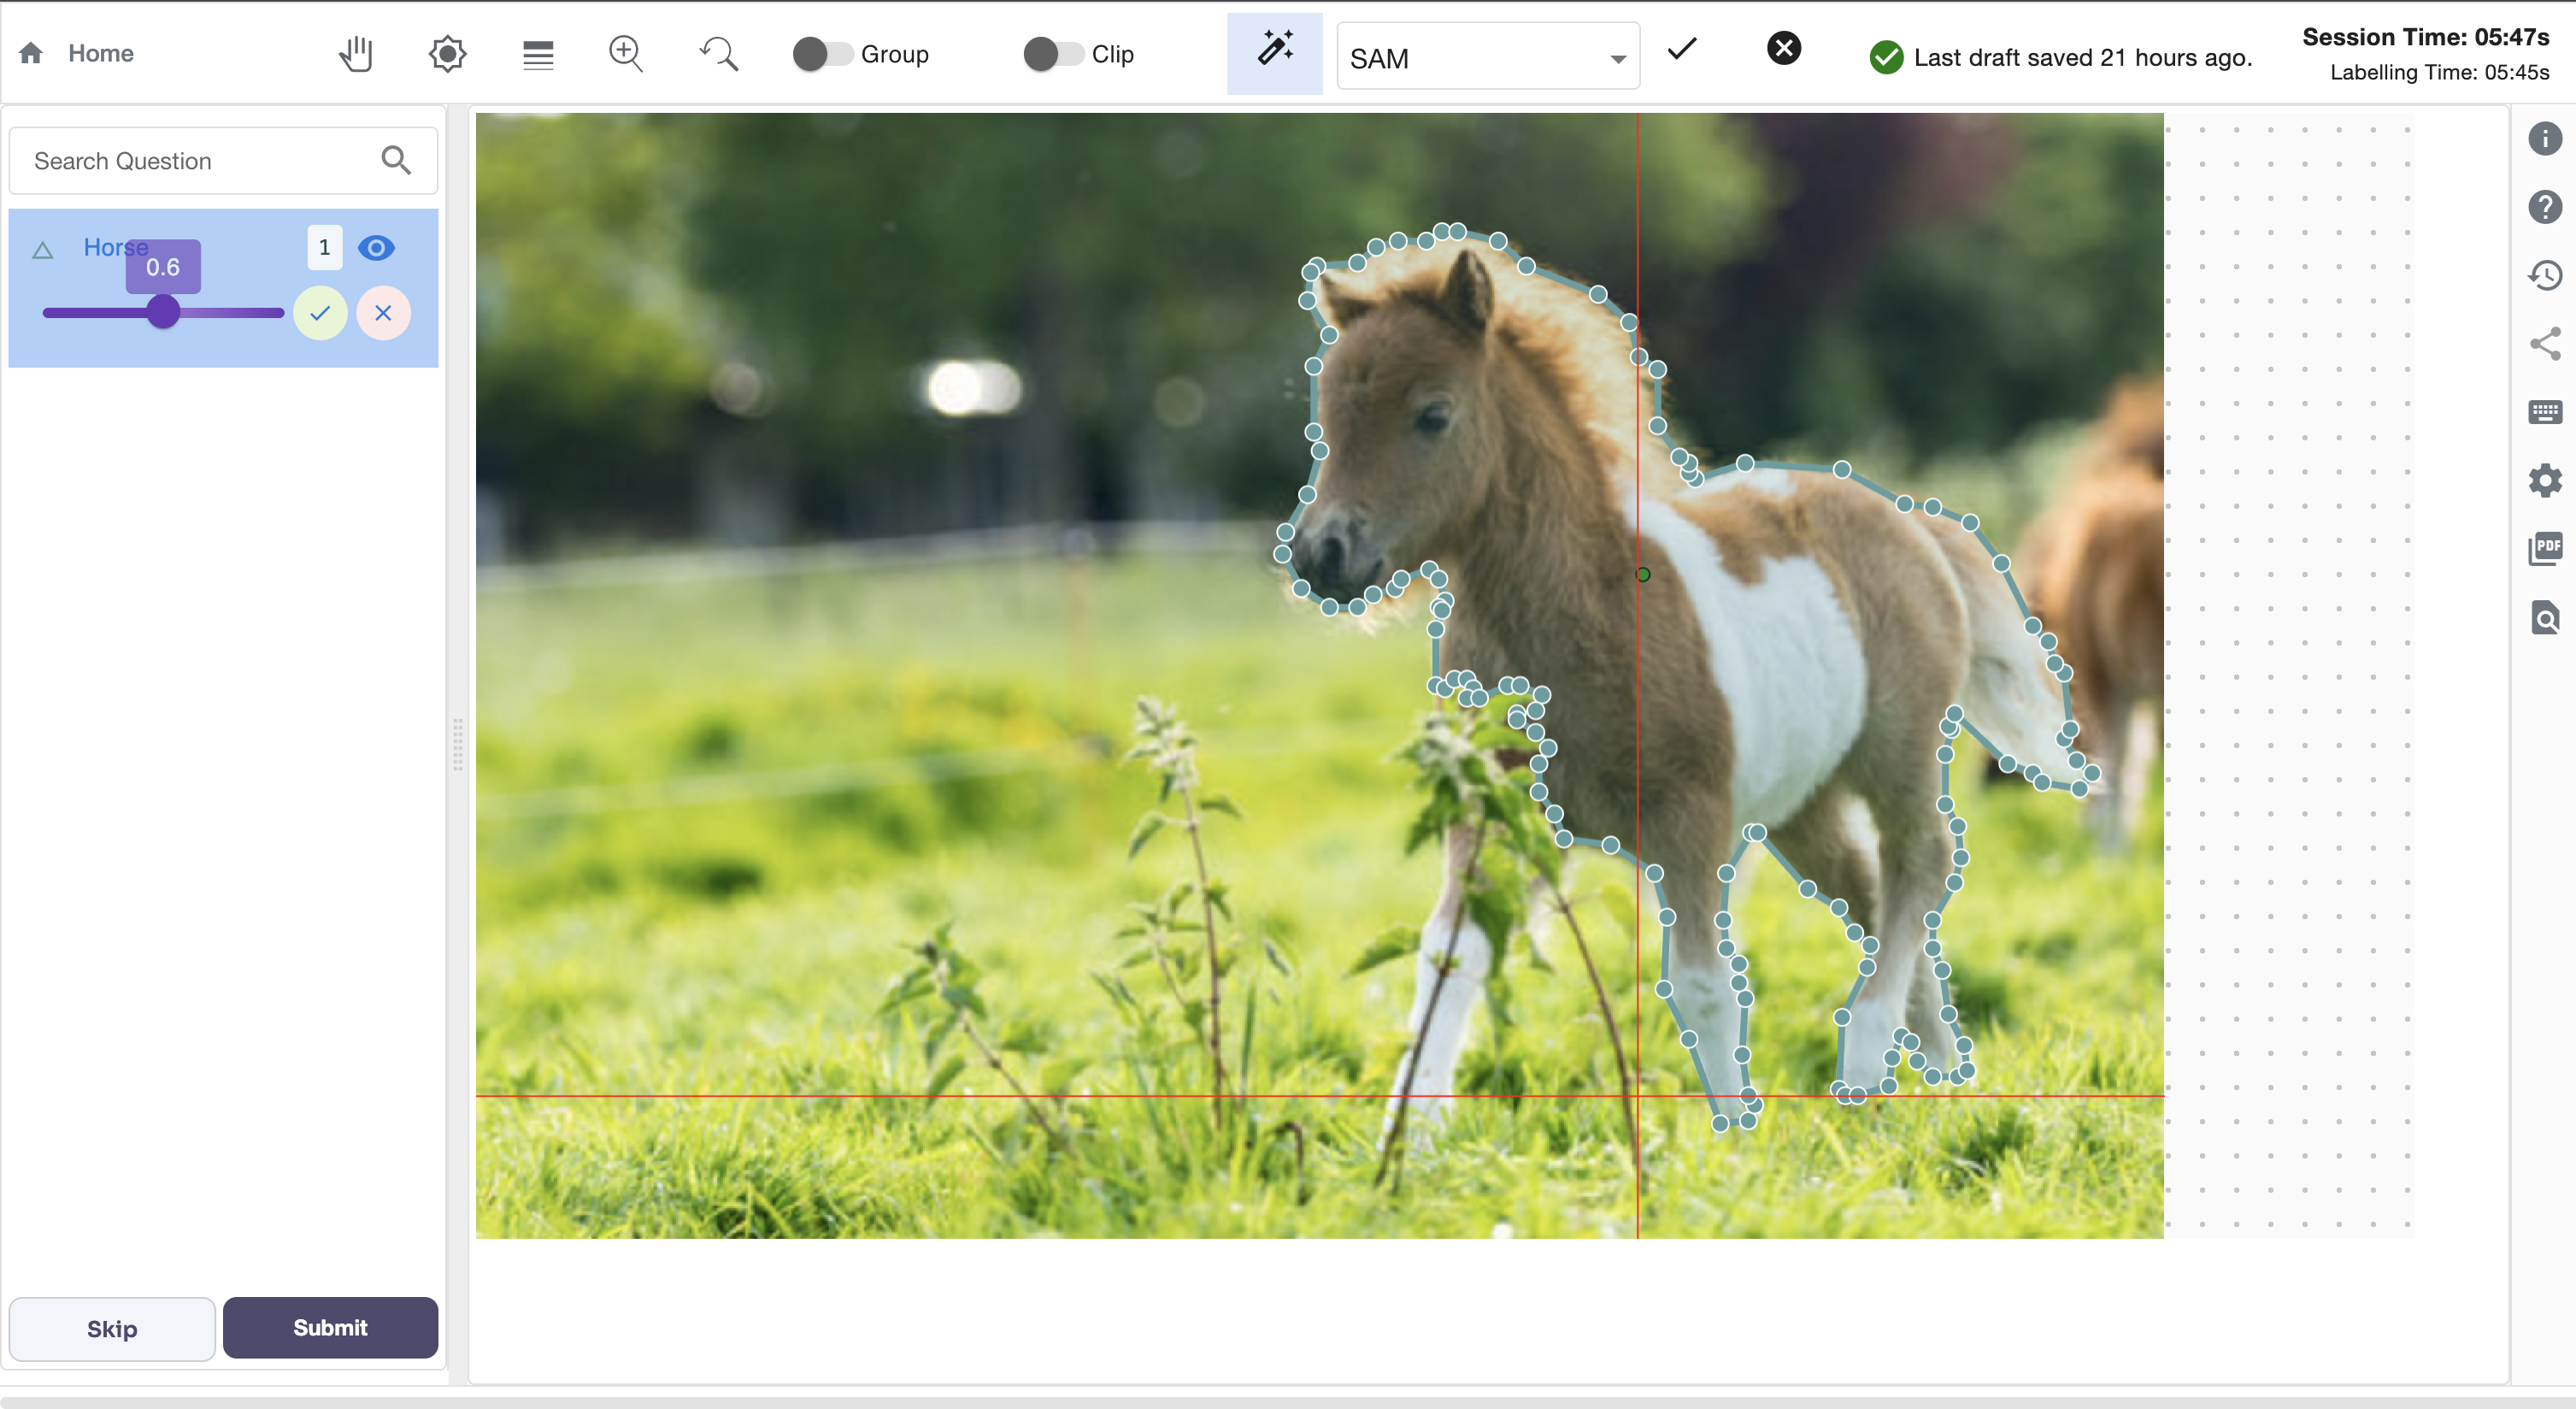 Home
Group
Clip
SAM
Last draft saved 21 hours ago.
Session Time: 05:47s
Labelling Time: 05:45s
Search Question
Horse
1
0.6
Skip
Submit
PDF